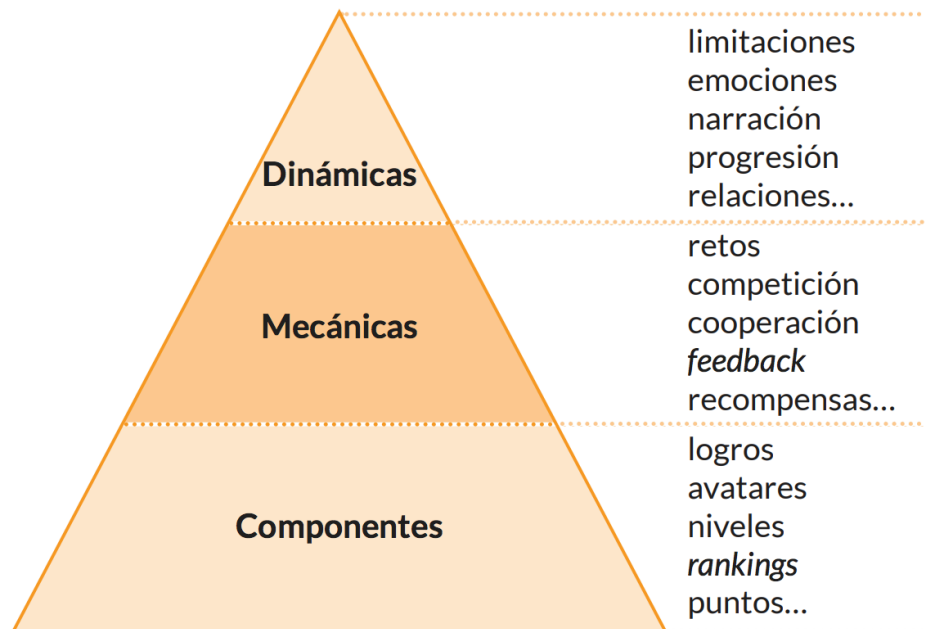 limitaciones
emociones
narración
progresión
relaciones...
Dinámicas
retos
competición
cooperación
feedback
recompensas...
Mecánicas
logros
avatares
niveles
rankings
puntos...
Componentes